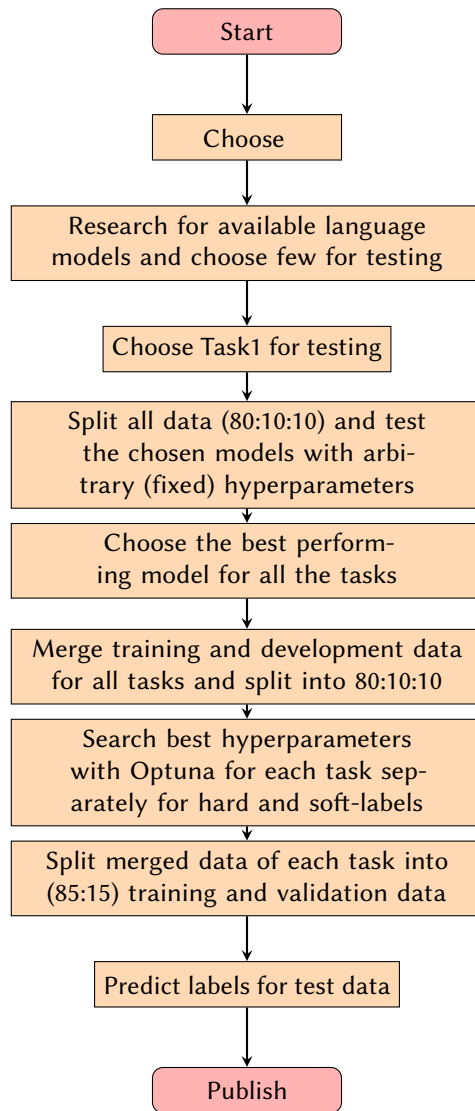 Start
Choose
Research for available language
models and choose few for testing
Choose Task1 for testing
Split all data (80:10:10) and test
the chosen models with arbi-
trary (fixed) hyperparameters
Choose the best perform-
ing model for all the tasks
Merge training and development data
for all tasks and split into 80:10:10
Search best hyperparameters
with Optuna for each task sep-
arately for hard and soft-labels
Split merged data of each task into
(85:15) training and validation data
Predict labels for test data
Publish